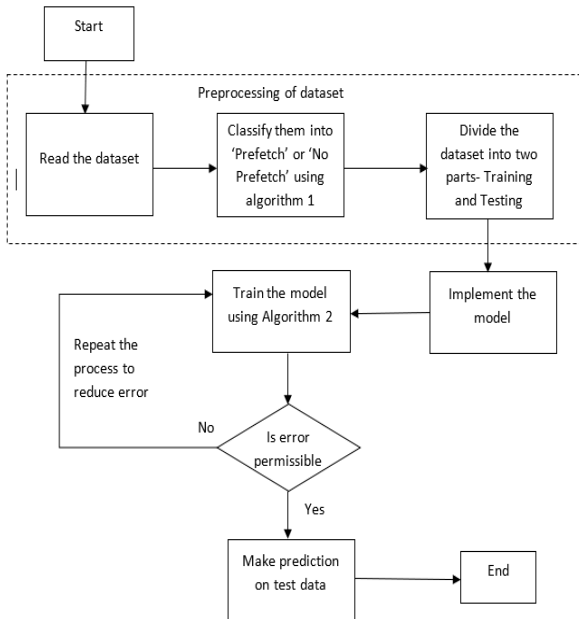 Start
Preprocessing of dataset
Read the dataset
Classify them into
‘Prefetch’ or ‘No
Prefetch’ using
algorithm 1
Divide the
dataset into two
parts- Training
and Testing
Implement the
model
Train the model
using Algorithm 2
Repeat the
process to
reduce error
No
Is error
permissible
Yes
Make prediction
on test data
End